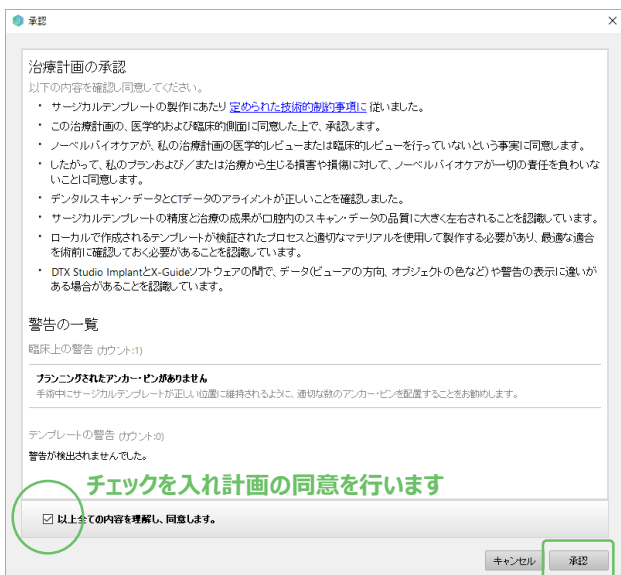 承認
治療計画の承認
以下の内容を確認し同意してください。
・ サージカルテンプレートの製作にあたり 定められた技術的制約事項に 従いました。
・ この治療計画の、医学的および臨床的側面に同意した上で、承認します。
・ ノーベルバイオケアが、私の治療計画の医学的レビューまたは臨床的レビューを行っていないという事実に同意します。
・ したがって、私のプランおよび／または治療から生じる損害や損傷に対して、ノーベルバイオケアが一切の責任を負わいな
いことに同意します。
・ デンタルスキャン・データとCTデータのアライメントが正しいことを確認しました。
・ サージカルテンプレートの精度と治療の成果が口腔内のスキャン・データの品質に大きく左右されることを認識しています。
・ ローカルで作成されるテンプレートが検証されたプロセスと適切なマテリアルを使用して製作する必要があり、最適な適合
を術前に確認しておく必要があることを認識しています。
・ DTX Studio ImplantとX-Guideソフトウェアの間で、データ(ビューアの方向、オブジェクトの色など)や警告の表示に違いが
ある場合があることを認識しています。
警告の一覧
臨床上の警告 (カウント:1)
プランニングされたアンカー・ピンがありません
手術中にサージカルテンプレートが正しい位置に維持されるように、適切な数のアンカー・ピンを配置することをお勧めします。
テンプレートの警告 (カウント:0)
警告が検出されませんでした。
チェックを入れ計画の同意を行います
以上全ての内容を理解し、同意します。
キャンセル 承認